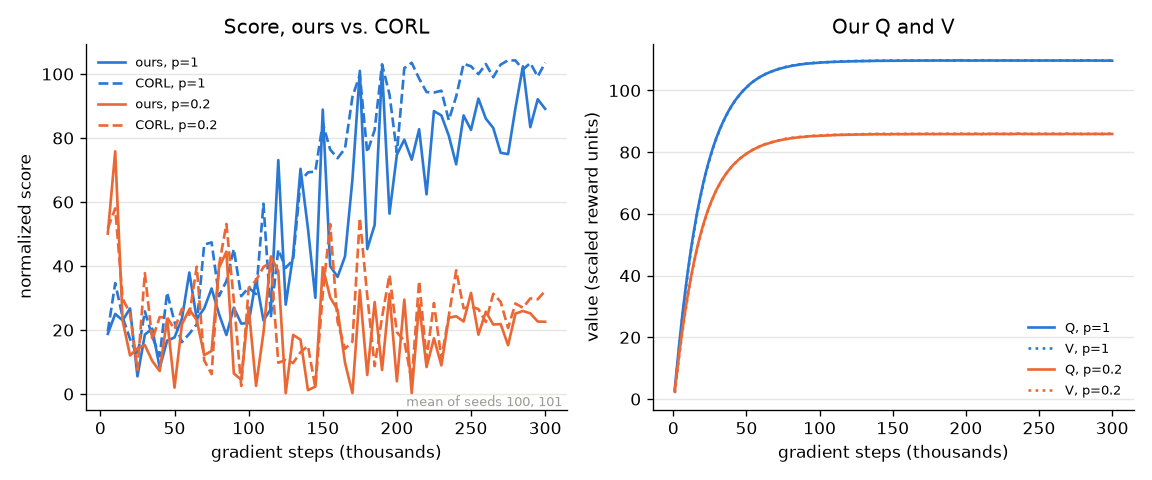 Score, ours vs. CORL
normalized score
100
80
60
40
20
0
ours, p=1
CORL, p=1
ours, p=0.2
CORL, p=0.2
mean of seeds 100, 101
0 50 100 150 200 250 300
gradient steps (thousands)
Our Q and V
value (scaled reward units)
100
80
60
40
20
0
Q, p=1
V, p=1
Q, p=0.2
V, p=0.2
0 50 100 150 200 250 300
gradient steps (thousands)